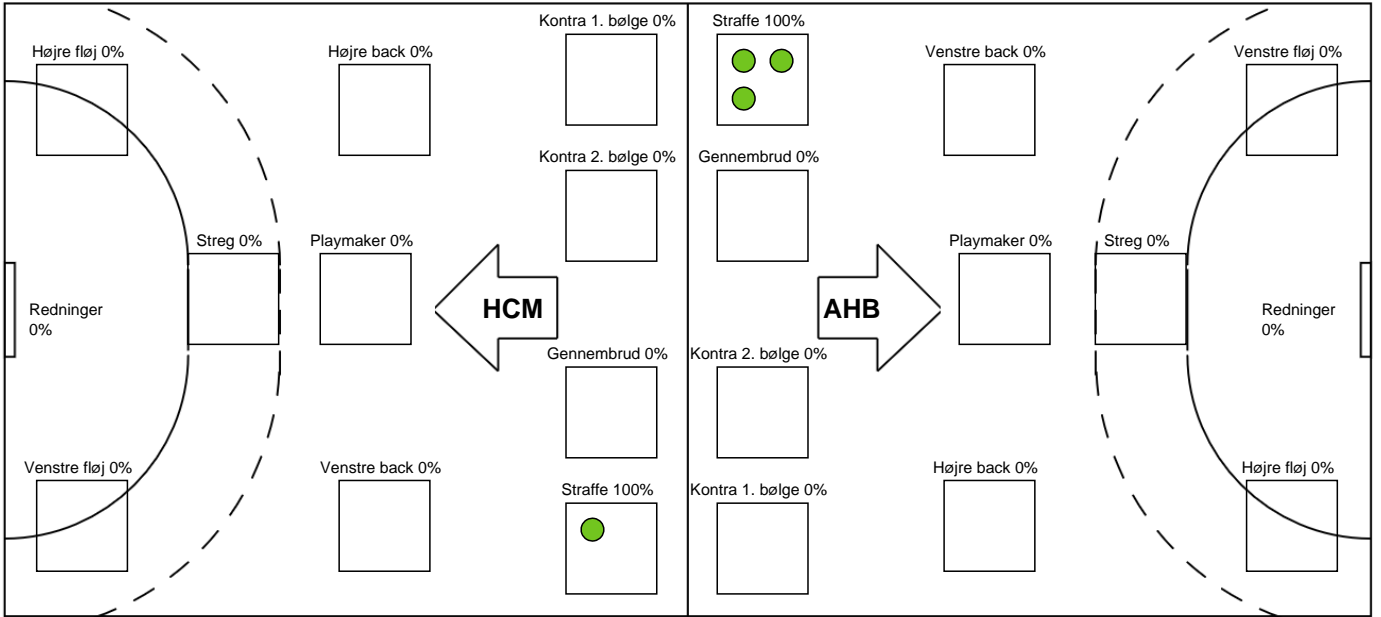 Kontra 1. bølge 0%
Straffe 100%
Højre fløj 0%
Højre back 0%
Venstre back 0%
Venstre fløj 0%
Kontra 2. bølge 0%
Gennembrud 0%
Streg 0%
Playmaker 0%
Playmaker 0%
Streg 0%
Redninger
0%
HCM
AHB
Redninger
0%
Gennembrud 0%
Kontra 2. bølge 0%
Venstre fløj 0%
Venstre back 0%
Højre back 0%
Højre fløj 0%
Straffe 100%
Kontra 1. bølge 0%